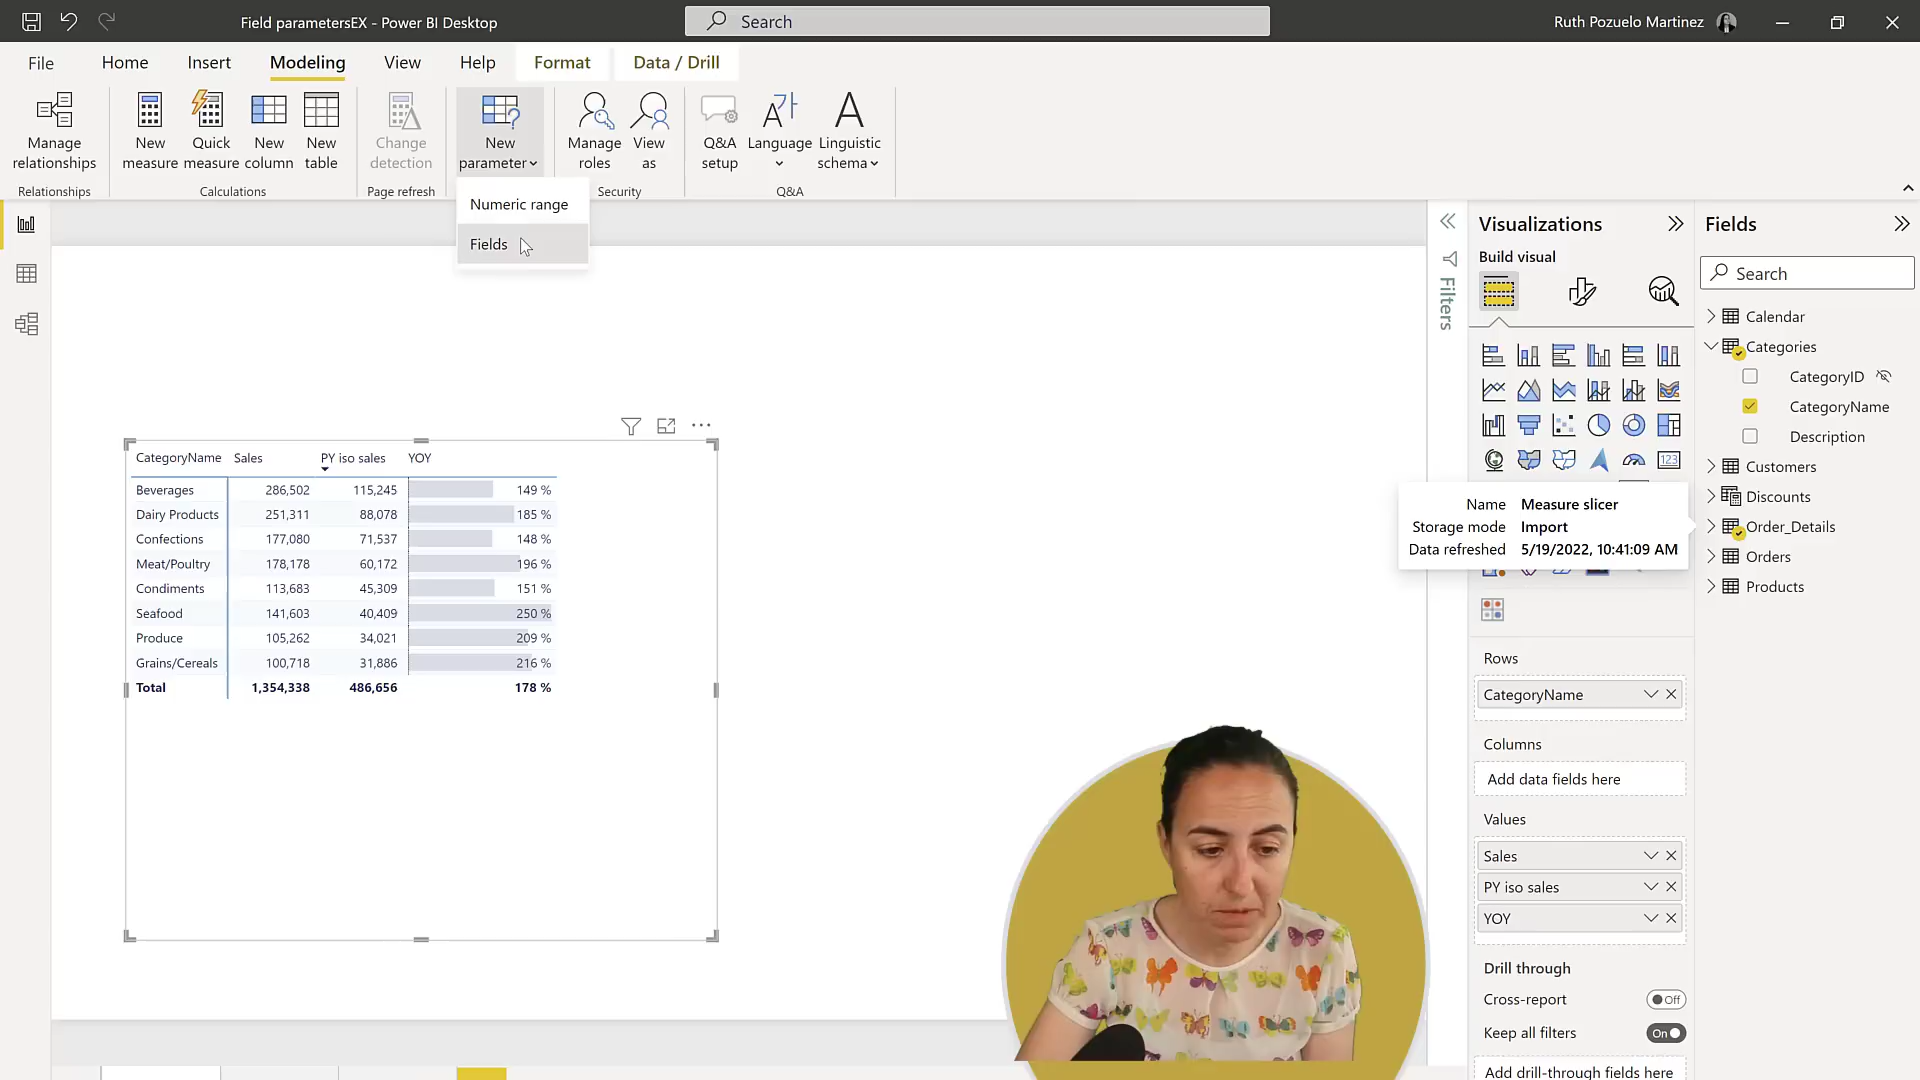 Field parametersEX - Power BI Desktop
Search
Ruth Pozuelo Martinez
File
Home
Insert
Modeling
View
Help
Format
Data / Drill
Manage
relationships
New
measure
Quick
measure
New
column
New
table
Change
detection
New
parameter
Manage
roles
View
as
Q&A
setup
Language
Linguistic
schema
Relationships
Calculations
Page refresh
Security
Q&A
Numeric range
Fields
Filters
Visualizations
Build visual
Fields
Search
Calendar
Categories
CategoryID
CategoryName
Description
Customers
Discounts
Order_Details
Orders
Products
Name Measure slicer
Storage mode Import
Data refreshed 5/19/2022, 10:41:09 AM
123
CategoryName Sales PY iso sales YOY
Beverages 286,502 115,245 149 %
Dairy Products 251,311 88,078 185 %
Confections 177,080 71,537 148 %
Meat/Poultry 178,178 60,172 196 %
Condiments 113,683 45,309 151 %
Seafood 141,603 40,409 250 %
Produce 105,262 34,021 209 %
Grains/Cereals 100,718 31,886 216 %
Total 1,354,338 486,656 178 %
Rows
CategoryName
Columns
Add data fields here
Values
Sales
PY iso sales
YOY
Drill through
Cross-report Off
Keep all filters On
Add drill-through fields here